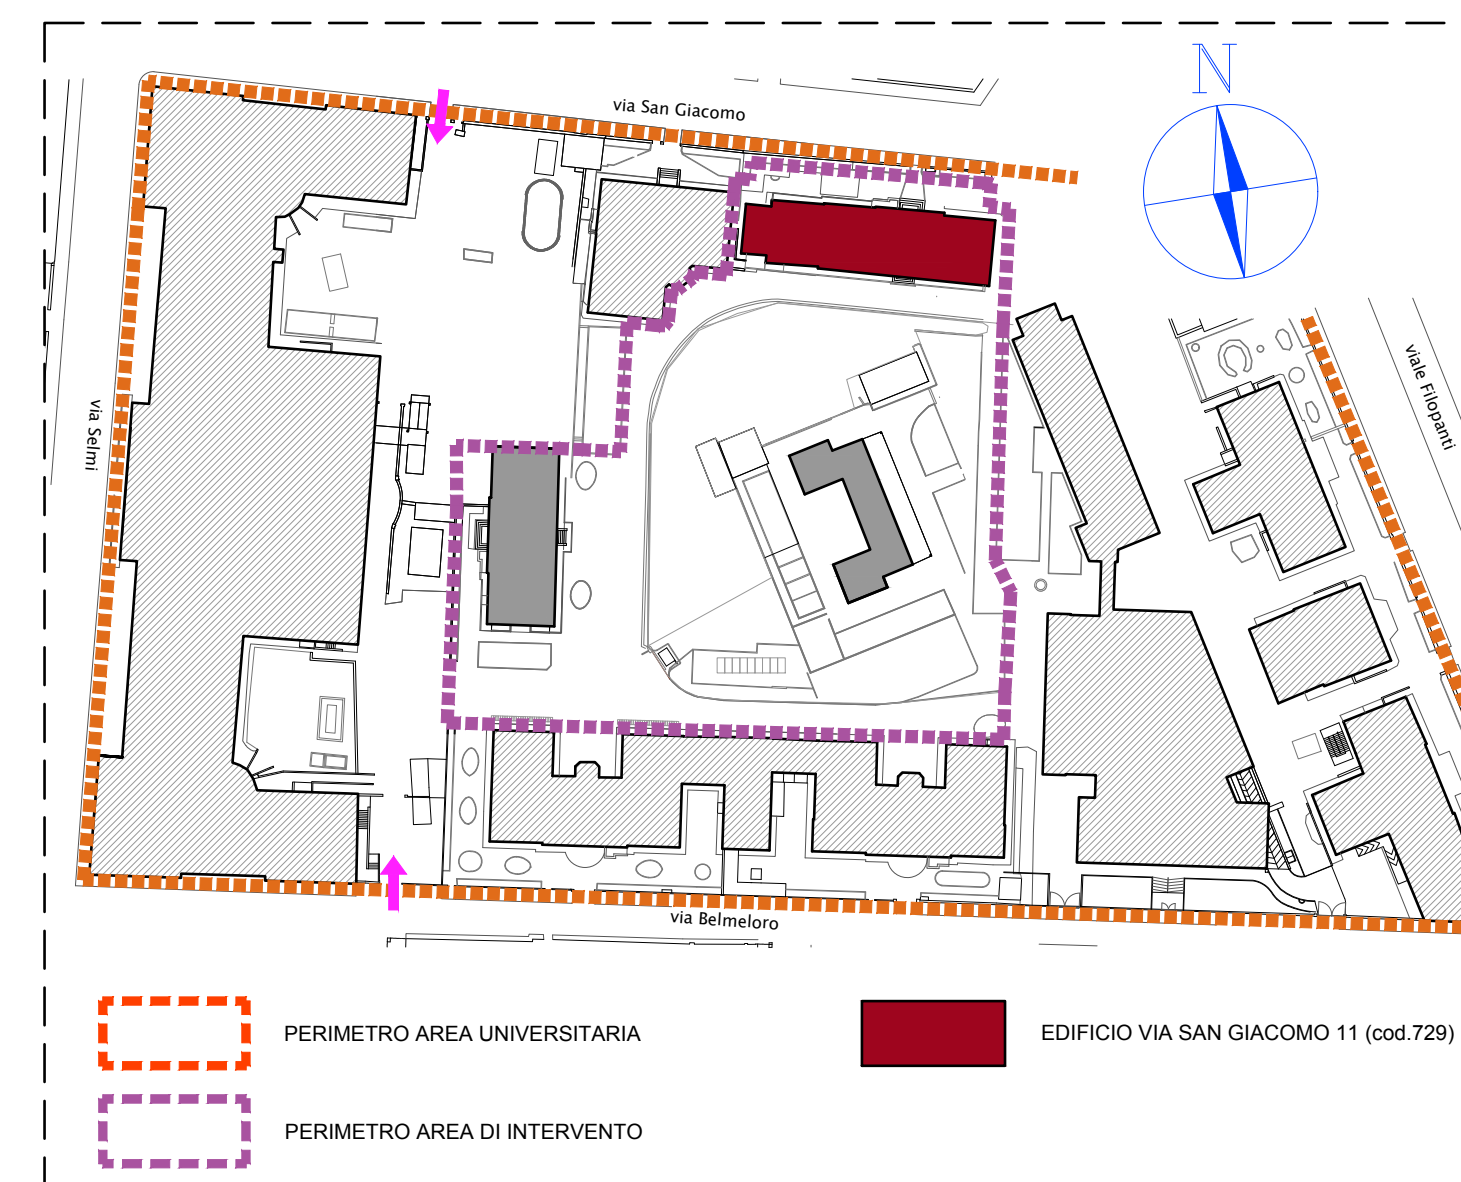 N
via San Giacomo
viale Filopanti
via Selmi
via Belmeloro
PERIMETRO AREA UNIVERSITARIA
EDIFICIO VIA SAN GIACOMO 11 (cod.729)
PERIMETRO AREA DI INTERVENTO